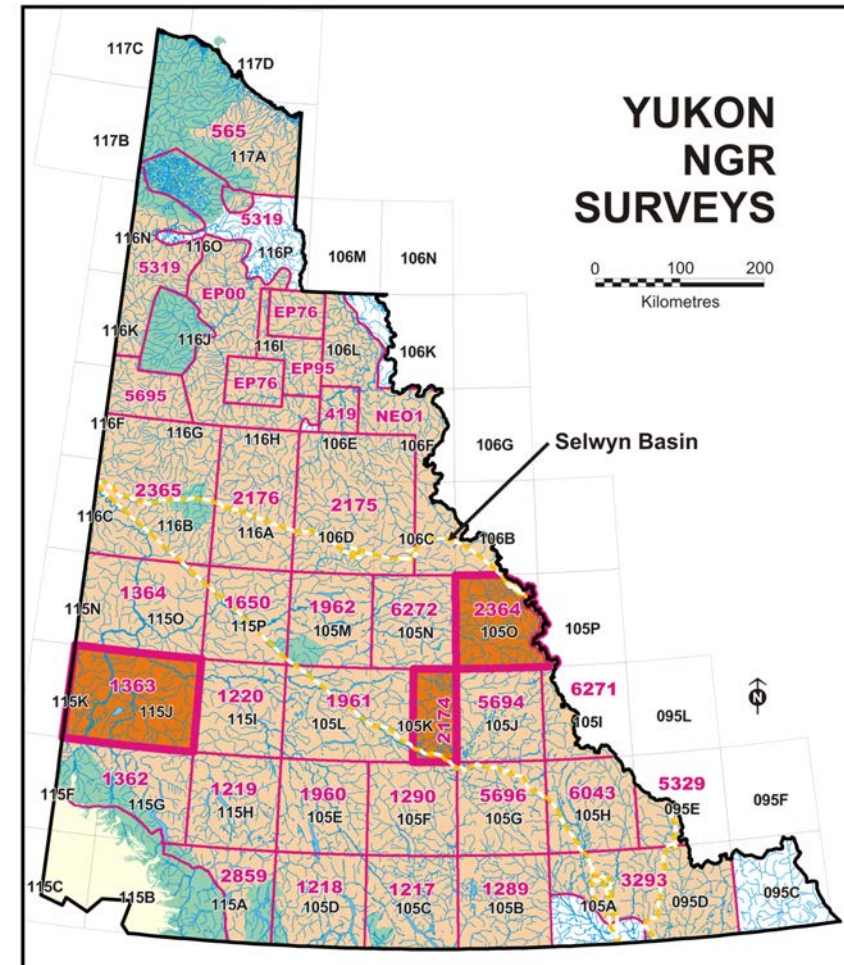 117C
117D
YUKON
NGR
SURVEYS
117B
565
117A
5319
116N
116O
116P
106M
106N
0 100 200
Kilometres
5319
EP00
EP76
116K
116J
116I
106L
106K
EP76
EP95
5695
419
NEO1
116F
116G
116H
106E
106F
106G
Selwyn Basin
2365
2176
2175
116C
116B
116A
106D
106C
106B
1364
1650
1962
6272
2364
115N
115O
115P
105M
105N
105O
105P
1363
1220
1961
2174
5694
6271
115K
115J
115I
105L
105K
105J
105I
095L
N
1362
1219
1960
1290
5696
6043
5329
115F
115G
115H
105E
105F
105G
105H
095E
095F
2859
1218
1217
1289
3293
115C
115B
115A
105D
105C
105B
105A
095D
095C